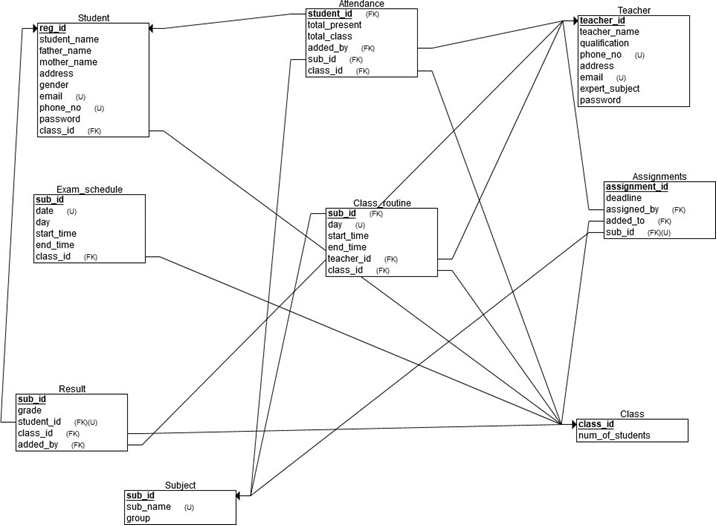 Student
reg_id
student_name
father_name
mother_name
address
gender
email (U)
phone_no (U)
password
class_id (FK)
Attendance
student_id (FK)
total_present
total_class
added_by (FK)
sub_id (FK)
class_id (FK)
Teacher
teacher_id
teacher_name
qualification
phone_no (U)
address
email (U)
expert_subject
password
Exam_schedule
sub_id
date (U)
day
start_time
end_time
class_id (FK)
Class_routine
sub_id (FK)
day (U)
start_time
end_time
teacher_id (FK)
class_id (FK)
Assignments
assignment_id
deadline
assigned_by (FK)
added_to (FK)
sub_id (FK)(U)
Result
sub_id
grade
student_id (FK)(U)
class_id (FK)
added_by (FK)
Class
class_id
num_of_students
Subject
sub_id
sub_name (U)
group